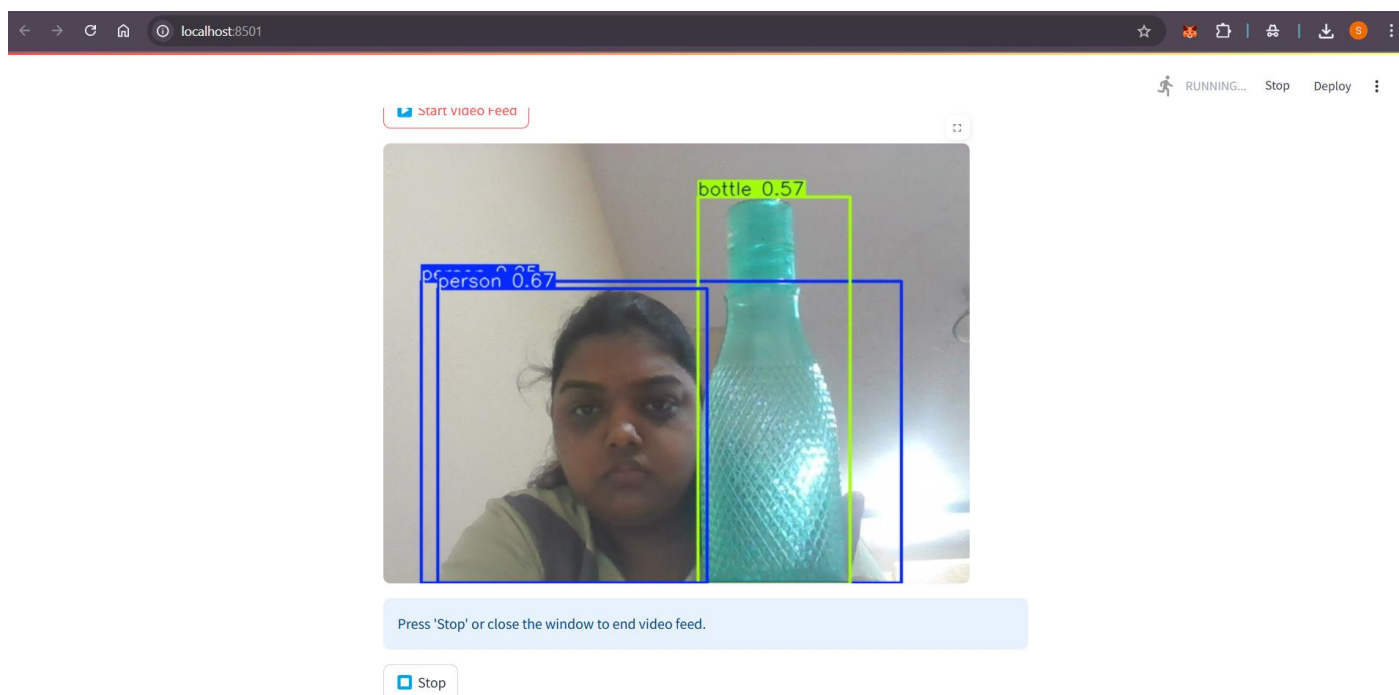 localhost:8501
S
RUNNING... Stop Deploy
Start Video Feed
bottle 0.57
person
person 0.67
Press 'Stop' or close the window to end video feed.
Stop